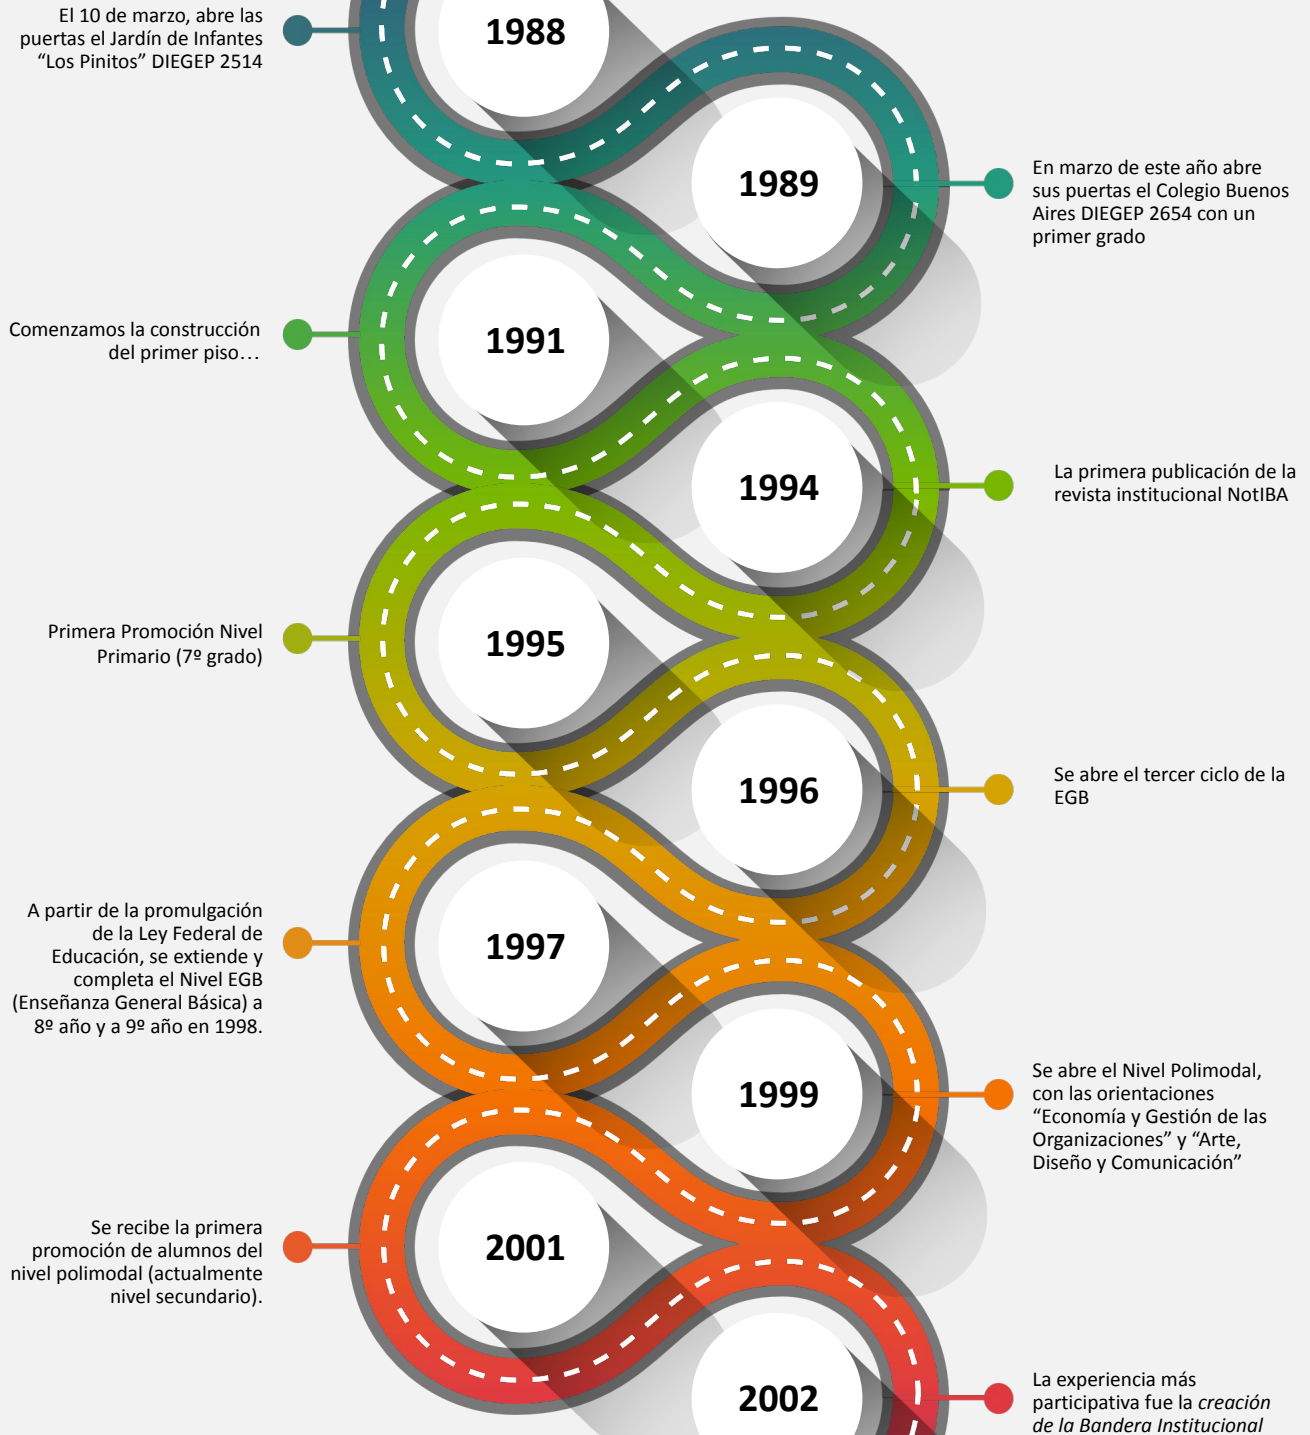 El 10 de marzo, abre las
puertas el Jardín de Infantes
“Los Pinitos” DIEGEP 2514
1988
1989
En marzo de este año abre
sus puertas el Colegio Buenos
Aires DIEGEP 2654 con un
primer grado
Comenzamos la construcción
del primer piso…
1991
1994
La primera publicación de la
revista institucional NotIBA
Primera Promoción Nivel
Primario (7º grado)
1995
1996
Se abre el tercer ciclo de la
EGB
A partir de la promulgación
de la Ley Federal de
Educación, se extiende y
completa el Nivel EGB
(Enseñanza General Básica) a
8º año y a 9º año en 1998.
1997
1999
Se abre el Nivel Polimodal,
con las orientaciones
“Economía y Gestión de las
Organizaciones” y “Arte,
Diseño y Comunicación”
Se recibe la primera
promoción de alumnos del
nivel polimodal (actualmente
nivel secundario).
2001
2002
La experiencia más
participativa fue la creación
de la Bandera Institucional